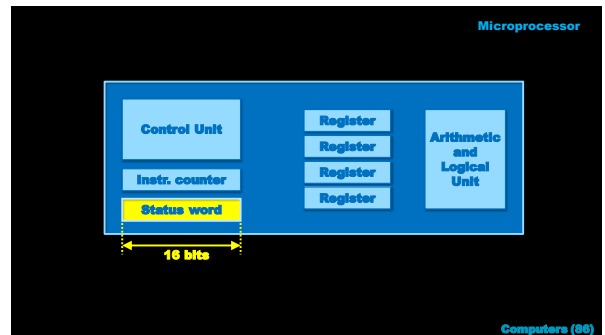 Microprocessor
Control Unit
Instr. counter
Status word
16 bits
Register
Register
Register
Register
Arithmetic
and
Logical
Unit
Computers (86)